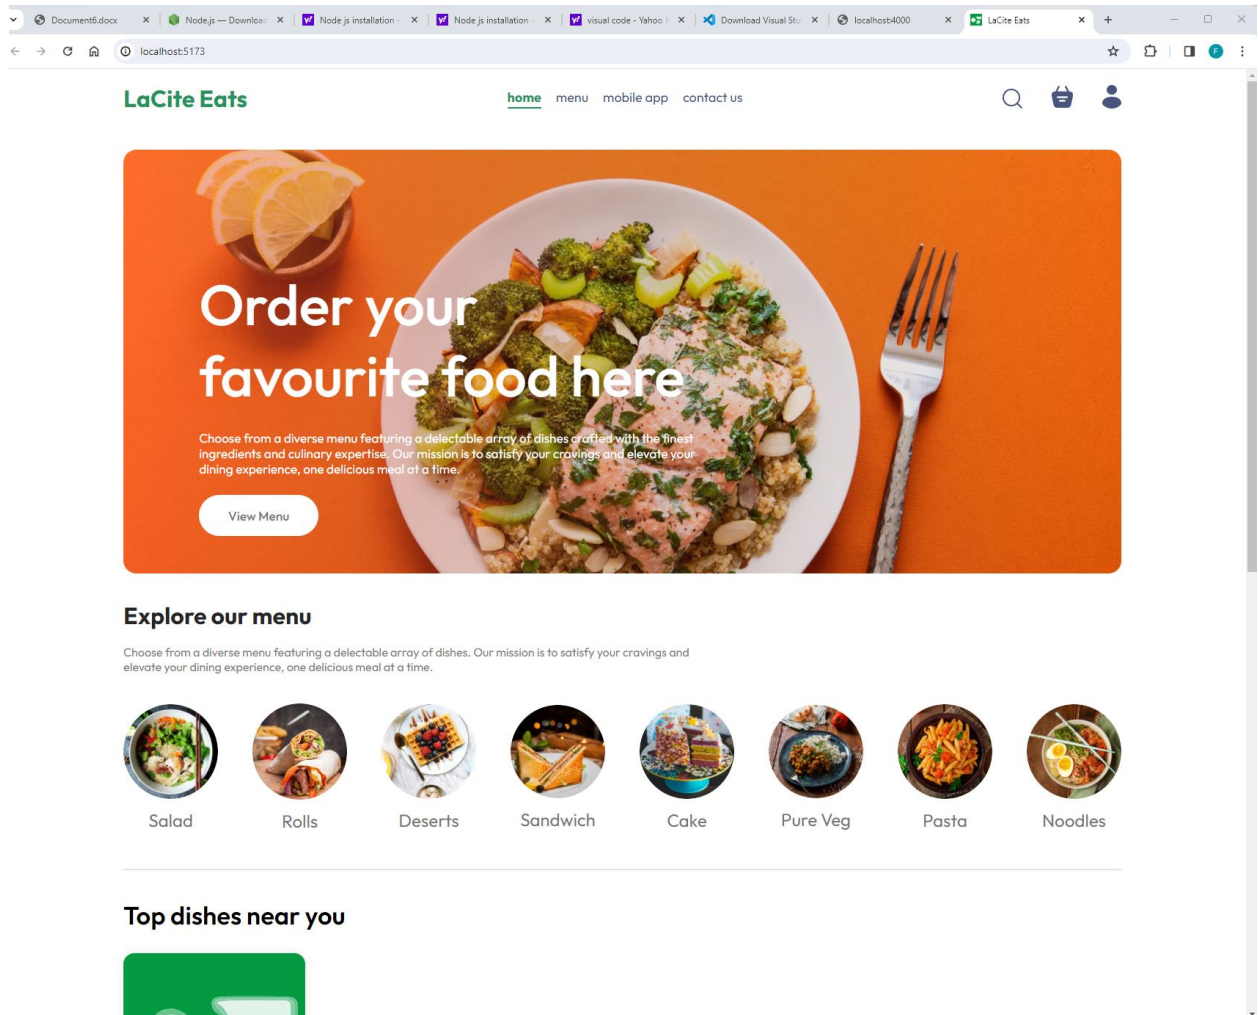 Document6.docx
Node.js — Download
Node js installation -
Node js installation -
visual code - Yahoo
Download Visual Stu
localhost:4000
LaCite Eats
localhost:5173
F
LaCite Eats
home menu mobile app contact us
Order your
favourite food here
Choose from a diverse menu featuring a delectable array of dishes crafted with the finest
ingredients and culinary expertise. Our mission is to satisfy your cravings and elevate your
dining experience, one delicious meal at a time.
View Menu
Explore our menu
Choose from a diverse menu featuring a delectable array of dishes. Our mission is to satisfy your cravings and
elevate your dining experience, one delicious meal at a time.
Salad Rolls Deserts Sandwich Cake Pure Veg Pasta Noodles
Top dishes near you